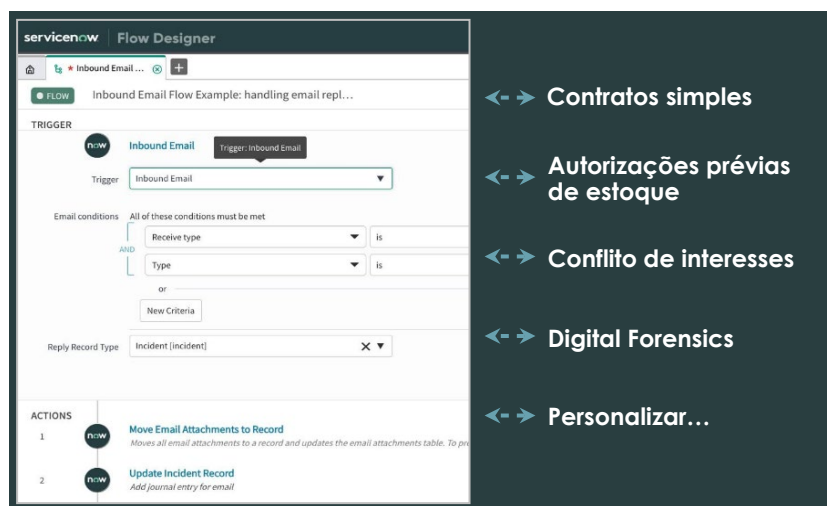 servicenow Flow Designer
* Inbound Email ...
FLOW Inbound Email Flow Example: handling email repl...
TRIGGER
now Inbound Email Trigger: Inbound Email
Trigger Inbound Email
Email conditions All of these conditions must be met
Receive type is
AND
Type is
or
New Criteria
Reply Record Type Incident [incident]
ACTIONS
1 now Move Email Attachments to Record
Moves all email attachments to a record and updates the email attachments table. To
2 now Update Incident Record
Add journal entry for email
Contratos simples
Autorizações prévias
de estoque
Conflito de interesses
Digital Forensics
Personalizar...